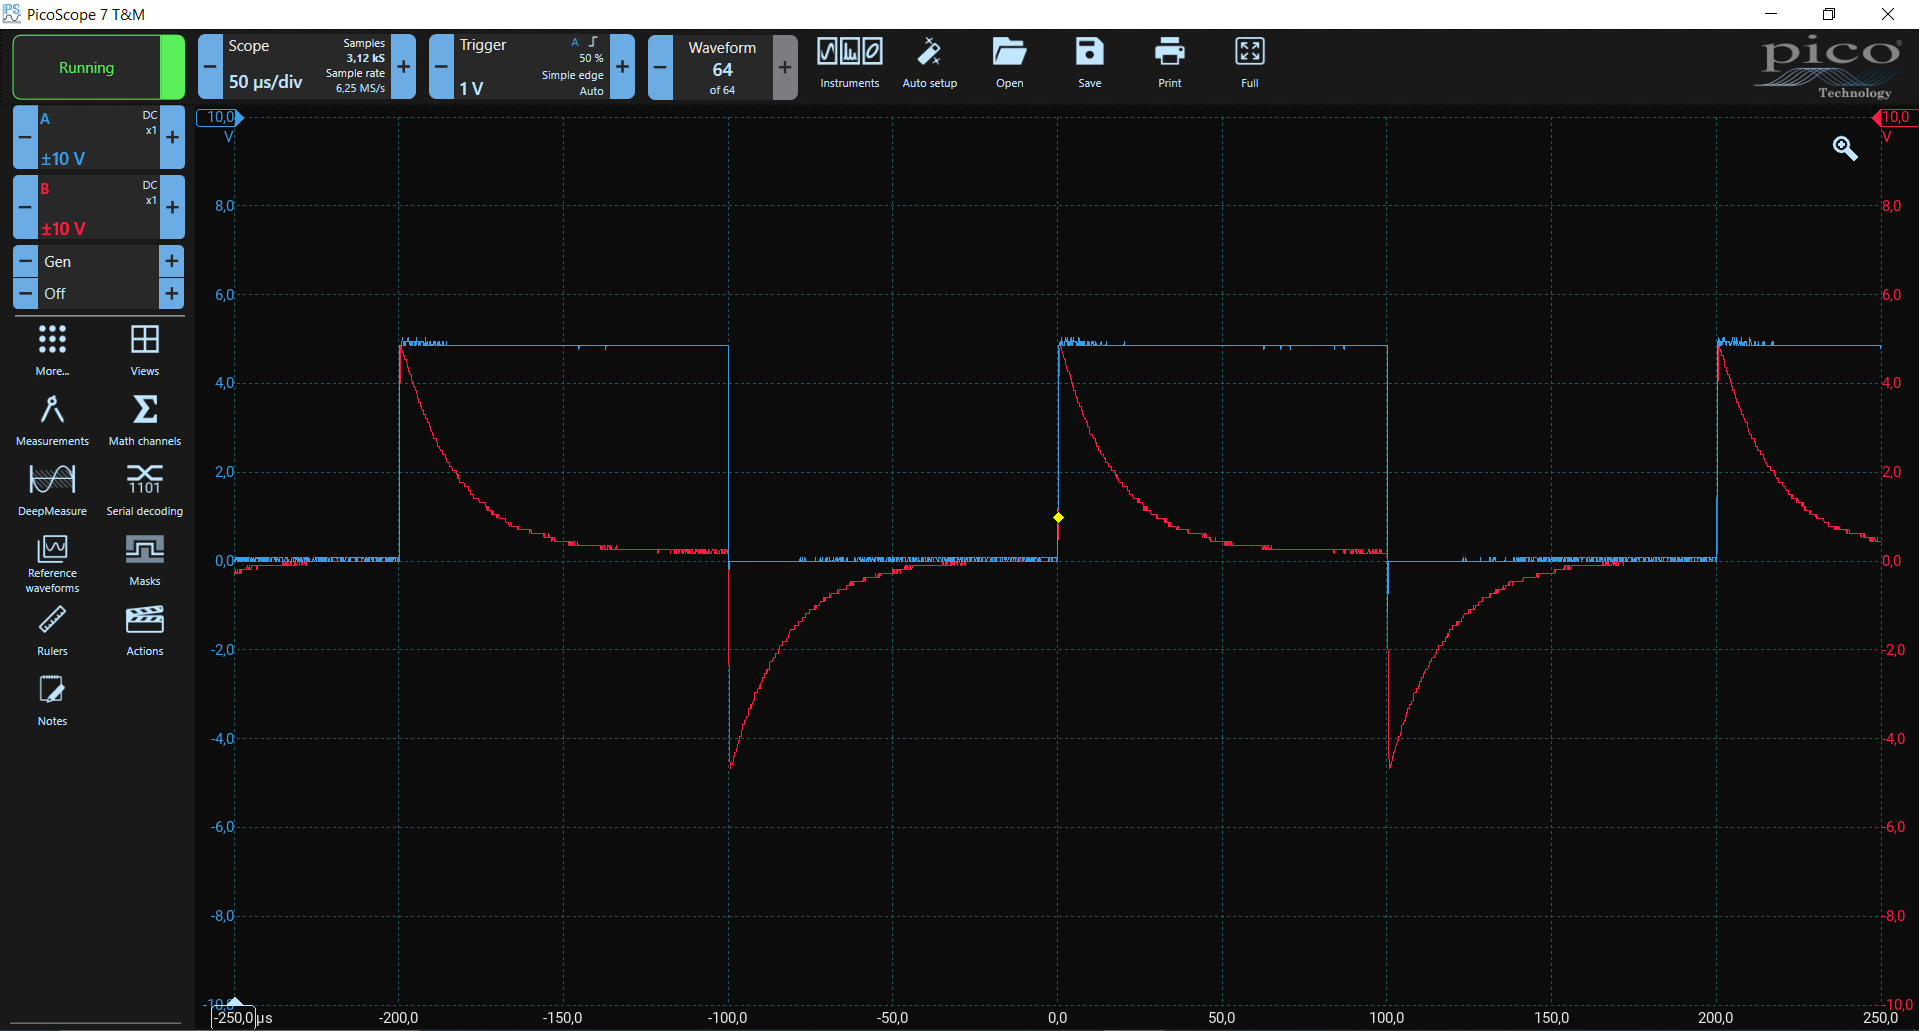 PicoScope 7 T&M
Running
Scope
50 µs/div
Samples
3,12 kS
Sample rate
6,25 MS/s
Trigger
1 V
A
50 %
Simple edge
Auto
Waveform
64
of 64
Instruments
Auto setup
Open
Save
Print
Full
pico
Technology
A
DC
x1
±10 V
B
DC
x1
±10 V
Gen
Off
More...
Views
Measurements
Math channels
DeepMeasure
Serial decoding
1101
Reference
waveforms
Masks
Rulers
Actions
Notes
10,0
V
8,0
6,0
4,0
2,0
0,0
-2,0
-4,0
-6,0
-8,0
-10,0
10,0
V
8,0
6,0
4,0
2,0
0,0
-2,0
-4,0
-6,0
-8,0
-10,0
-250,0 µs
-200,0
-150,0
-100,0
-50,0
0,0
50,0
100,0
150,0
200,0
250,0